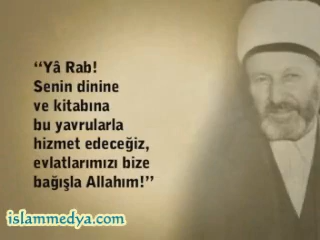 “Yâ Rab!
Senin dinine
ve kitabına
bu yavrularla
hizmet edeceğiz,
evlatlarımızı bize
bağışla Allahım!”
islammedya.com